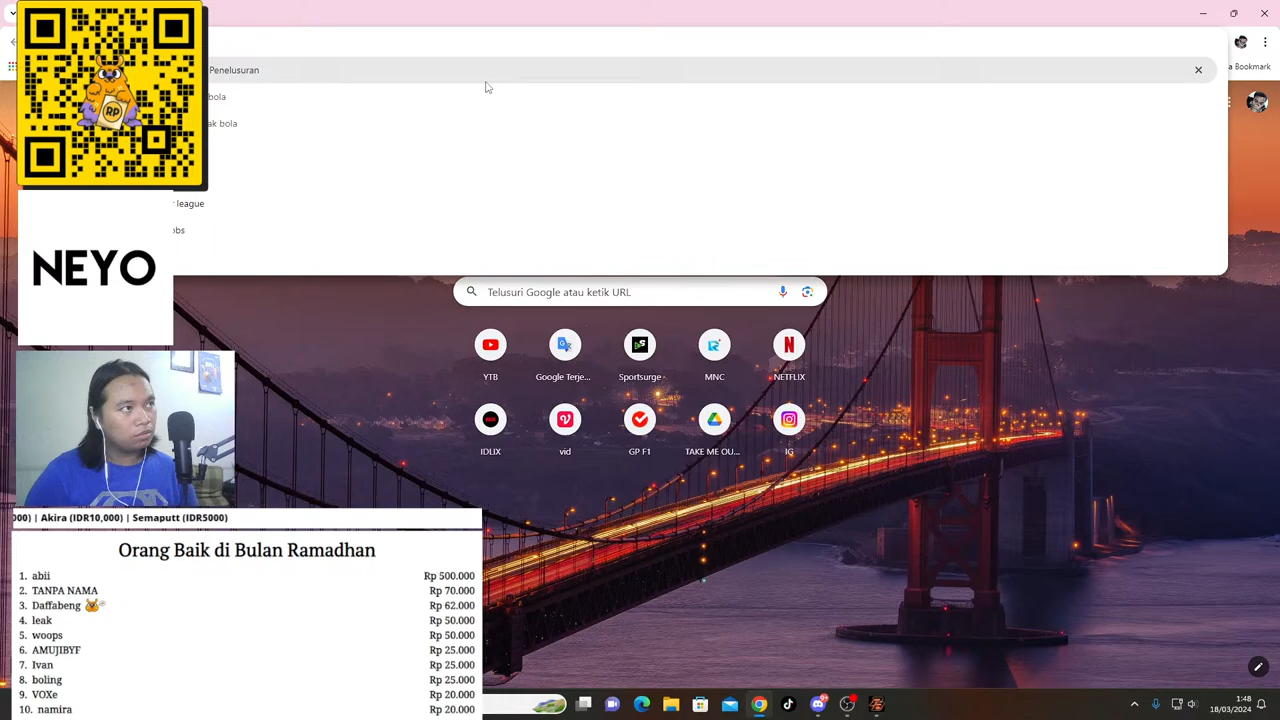 Penelusuran
a Bookmark
bola
ak bola
league
obs
RP
NEYO
Telusuri Google atau ketik URL
YTB
Google Terje...
Sportsurge
MNC
NETFLIX
IDLIX
vid
GP F1
TAKE ME OU...
IG
000) | Akira (IDR10,000) | Semaputt (IDR5000)
Orang Baik di Bulan Ramadhan
1. abii Rp 500.000
2. TANPA NAMA Rp 70.000
3. Daffabeng Rp 62.000
4. leak Rp 50.000
5. woops Rp 50.000
6. AMUJIBYF Rp 25.000
7. Ivan Rp 25.000
8. boling Rp 25.000
9. VOXe Rp 20.000
10. namira Rp 20.000
1:48
18/03/2024